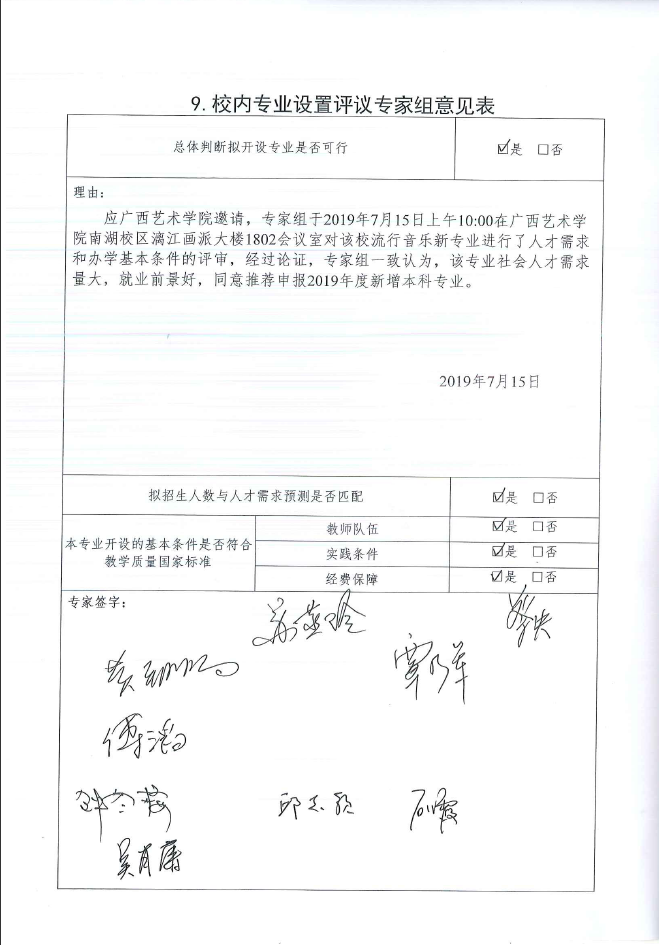 9.校内专业设置评议专家组意见表
总体判断拟开设专业是否可行
☑是 □否
理由：
应广西艺术学院邀请，专家组于2019年7月15日上午10:00在广西艺术学
院南湖校区漓江画派大楼1802会议室对该校流行音乐新专业进行了人才需求
和办学基本条件的评审，经过论证，专家组一致认为，该专业社会人才需求
量大，就业前景好，同意推荐申报2019年度新增本科专业。
2019年7月15日
拟招生人数与人才需求预测是否匹配
☑是 □否
本专业开设的基本条件是否符合
教学质量国家标准
教师队伍
☑是 □否
实践条件
☑是 □否
经费保障
☑是 □否
专家签字：
覃乃军
邱志颖
石霞
吴肖康